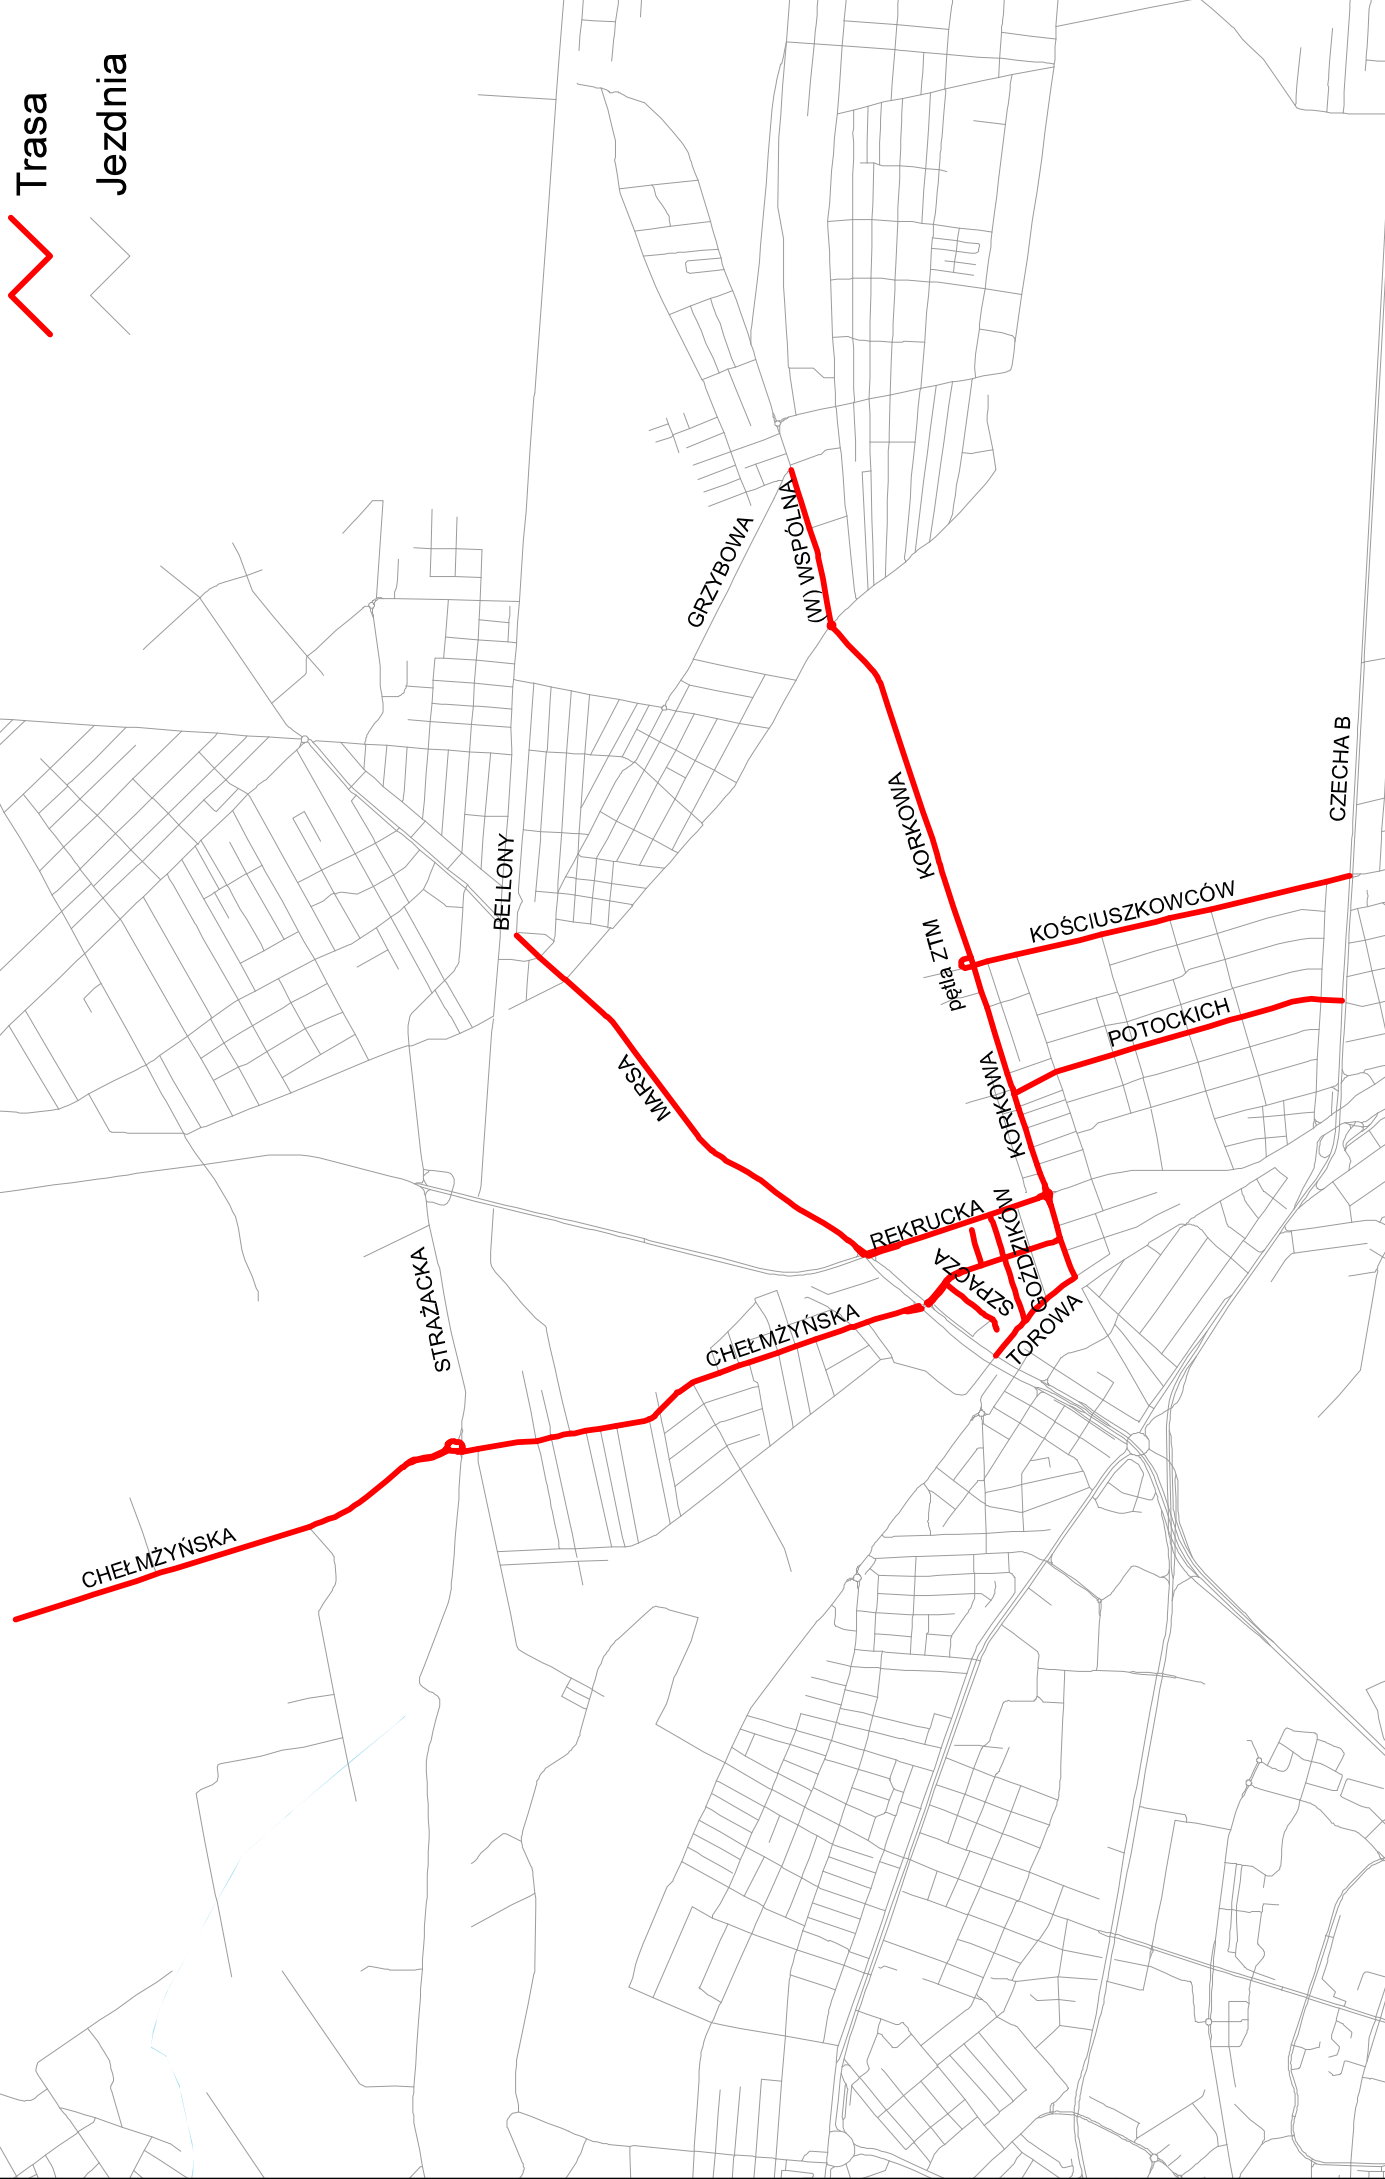 Trasa
Jezdnia
GRZYBOWA
(W) WSPÓLNA
KORKOWA
CZECHA B
BELLONY
KOŚCIUSZKOWCÓW
pętla ZTM
POTOCKICH
MARSA
KORKOWA
REKRUCKA
GOŹDZIKÓW
SZPACZA
TOROWA
STRAŻACKA
CHEŁMŻYŃSKA
CHEŁMŻYŃSKA